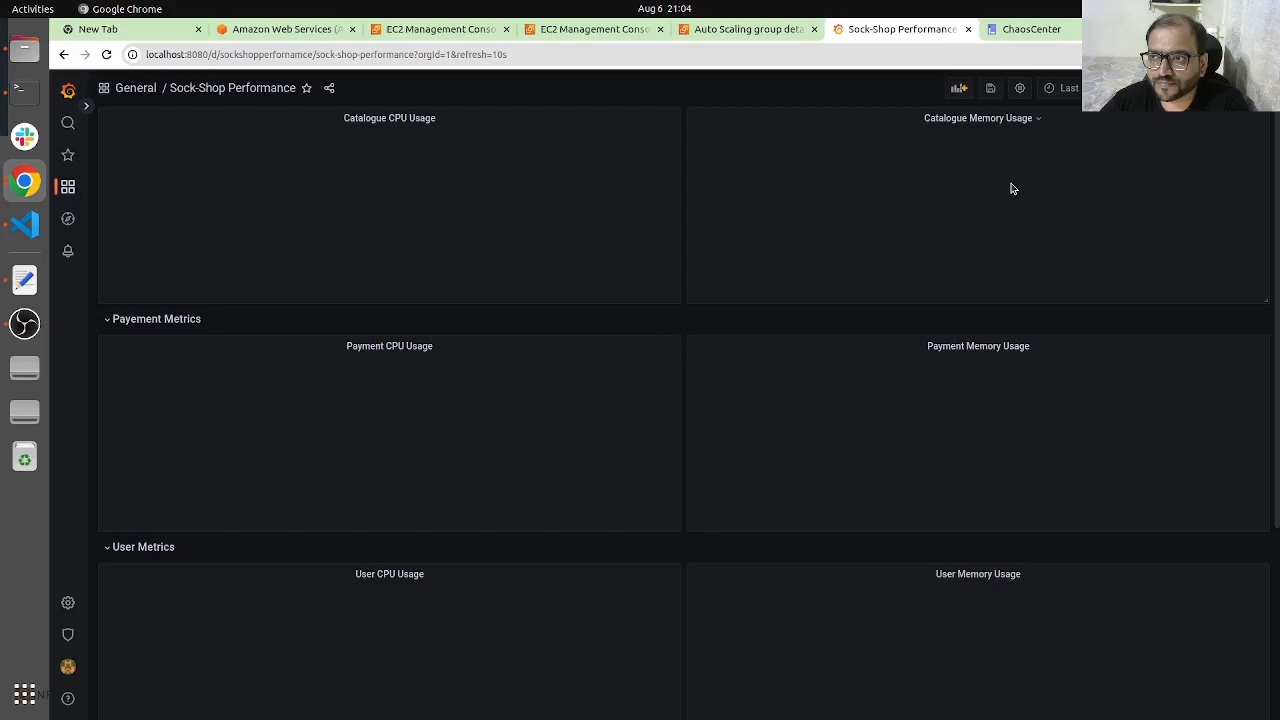 Activities
Google Chrome
Aug 6 21:04
New Tab
Amazon Web Services (A
EC2 Management Conso
EC2 Management Conso
Auto Scaling group deta
Sock-Shop Performance
ChaosCenter
localhost:8080/d/sockshopperfornamce/sock-shop-performance?orgId=1&refresh=10s
General / Sock-Shop Performance
Last
Catalogue CPU Usage
Catalogue Memory Usage
Payement Metrics
Payment CPU Usage
Payment Memory Usage
User Metrics
User CPU Usage
User Memory Usage